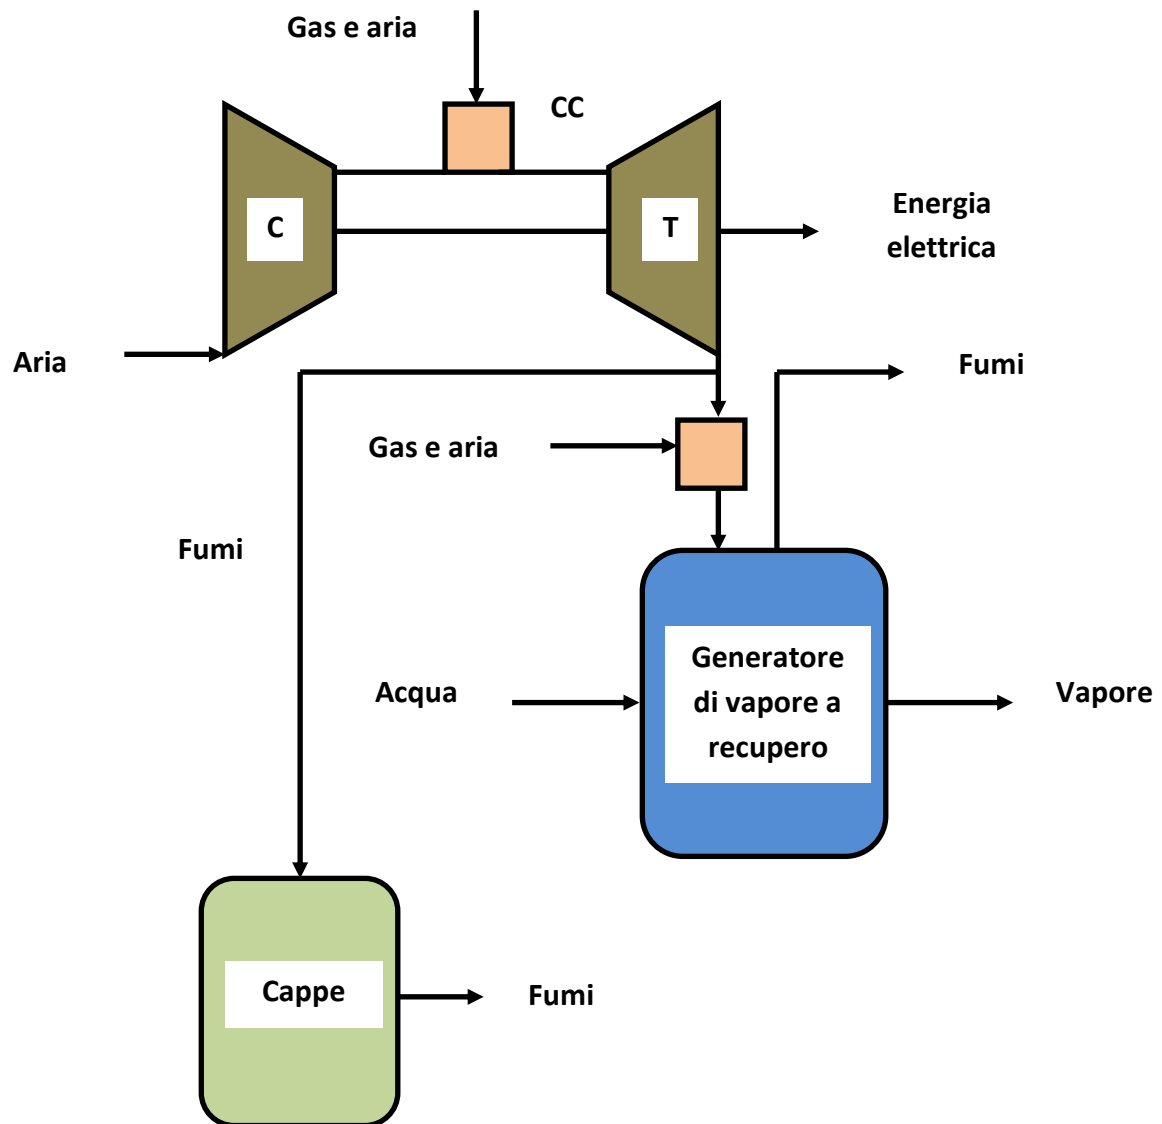 Gas e aria
CC
C
T
Energia
elettrica
Aria
Fumi
Gas e aria
Fumi
Generatore
di vapore a
recupero
Acqua
Vapore
Cappe
Fumi